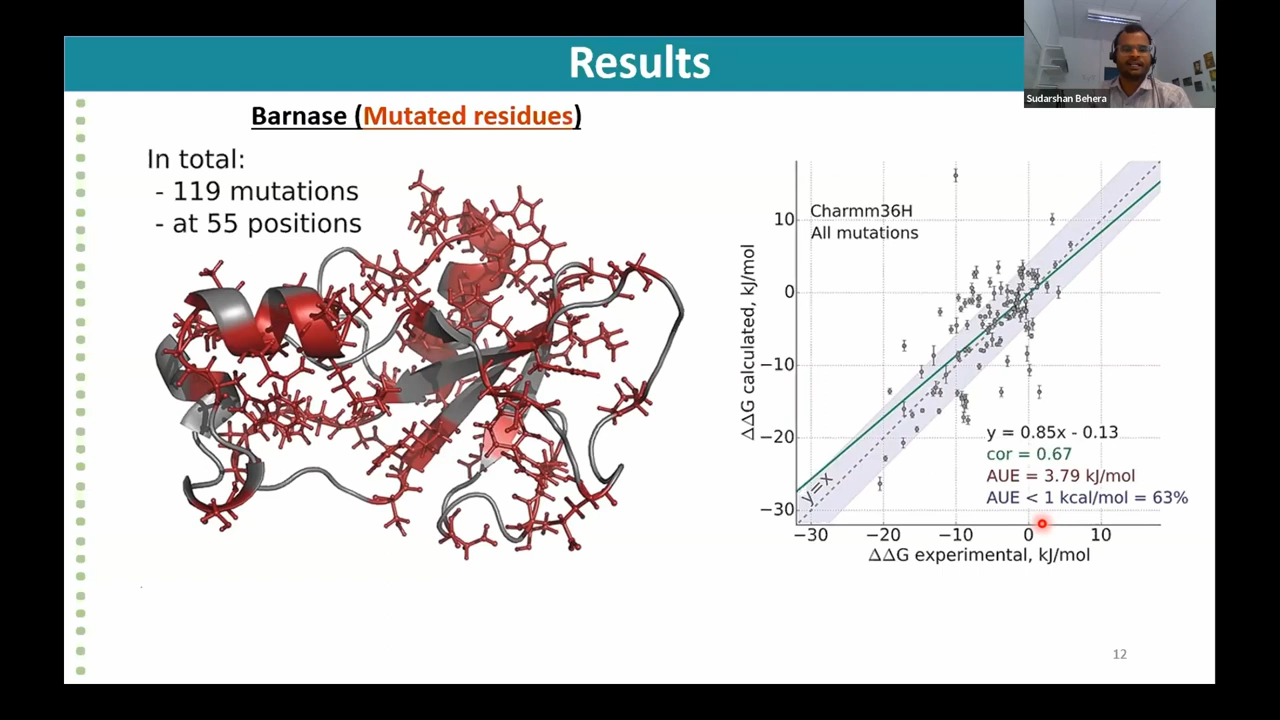 Results
Sudarshan Behera
Barnase (Mutated residues)
In total:
- 119 mutations
- at 55 positions
Charmm36H
All mutations
ΔΔG calculated, kJ/mol
10
0
−10
−20
−30
y=x
y = 0.85x - 0.13
cor = 0.67
AUE = 3.79 kJ/mol
AUE < 1 kcal/mol = 63%
−30 −20 −10 0 10
ΔΔG experimental, kJ/mol
12